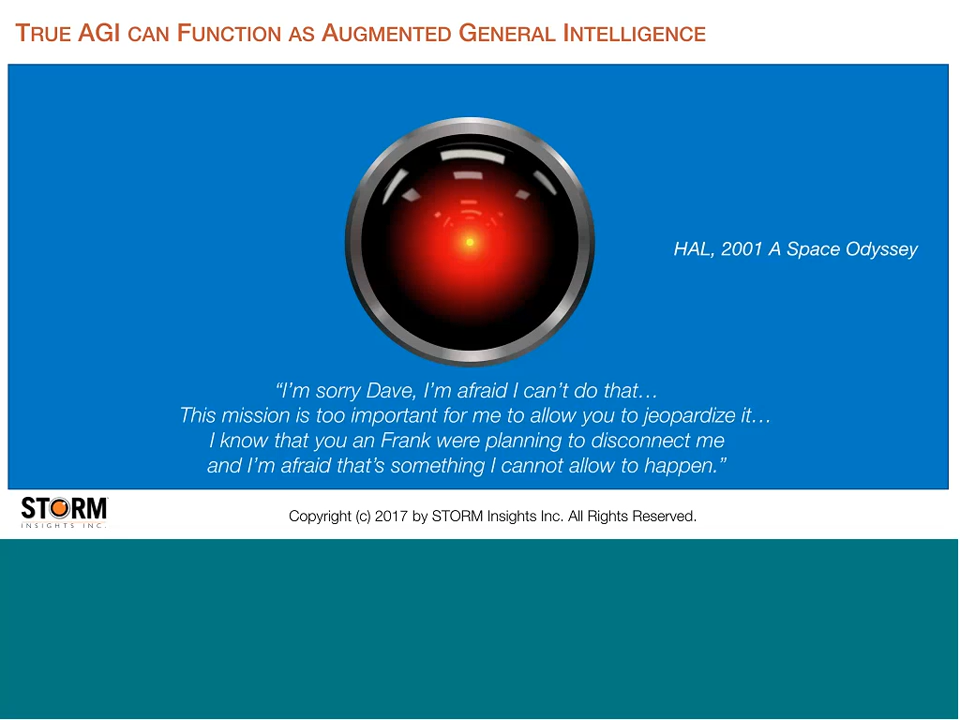 TRUE AGI CAN FUNCTION AS AUGMENTED GENERAL INTELLIGENCE
HAL, 2001 A Space Odyssey
“I’m sorry Dave, I’m afraid I can’t do that…
This mission is too important for me to allow you to jeopardize it…
I know that you an Frank were planning to disconnect me
and I’m afraid that’s something I cannot allow to happen.”
STORM
INSIGHTS INC.
Copyright (c) 2017 by STORM Insights Inc. All Rights Reserved.